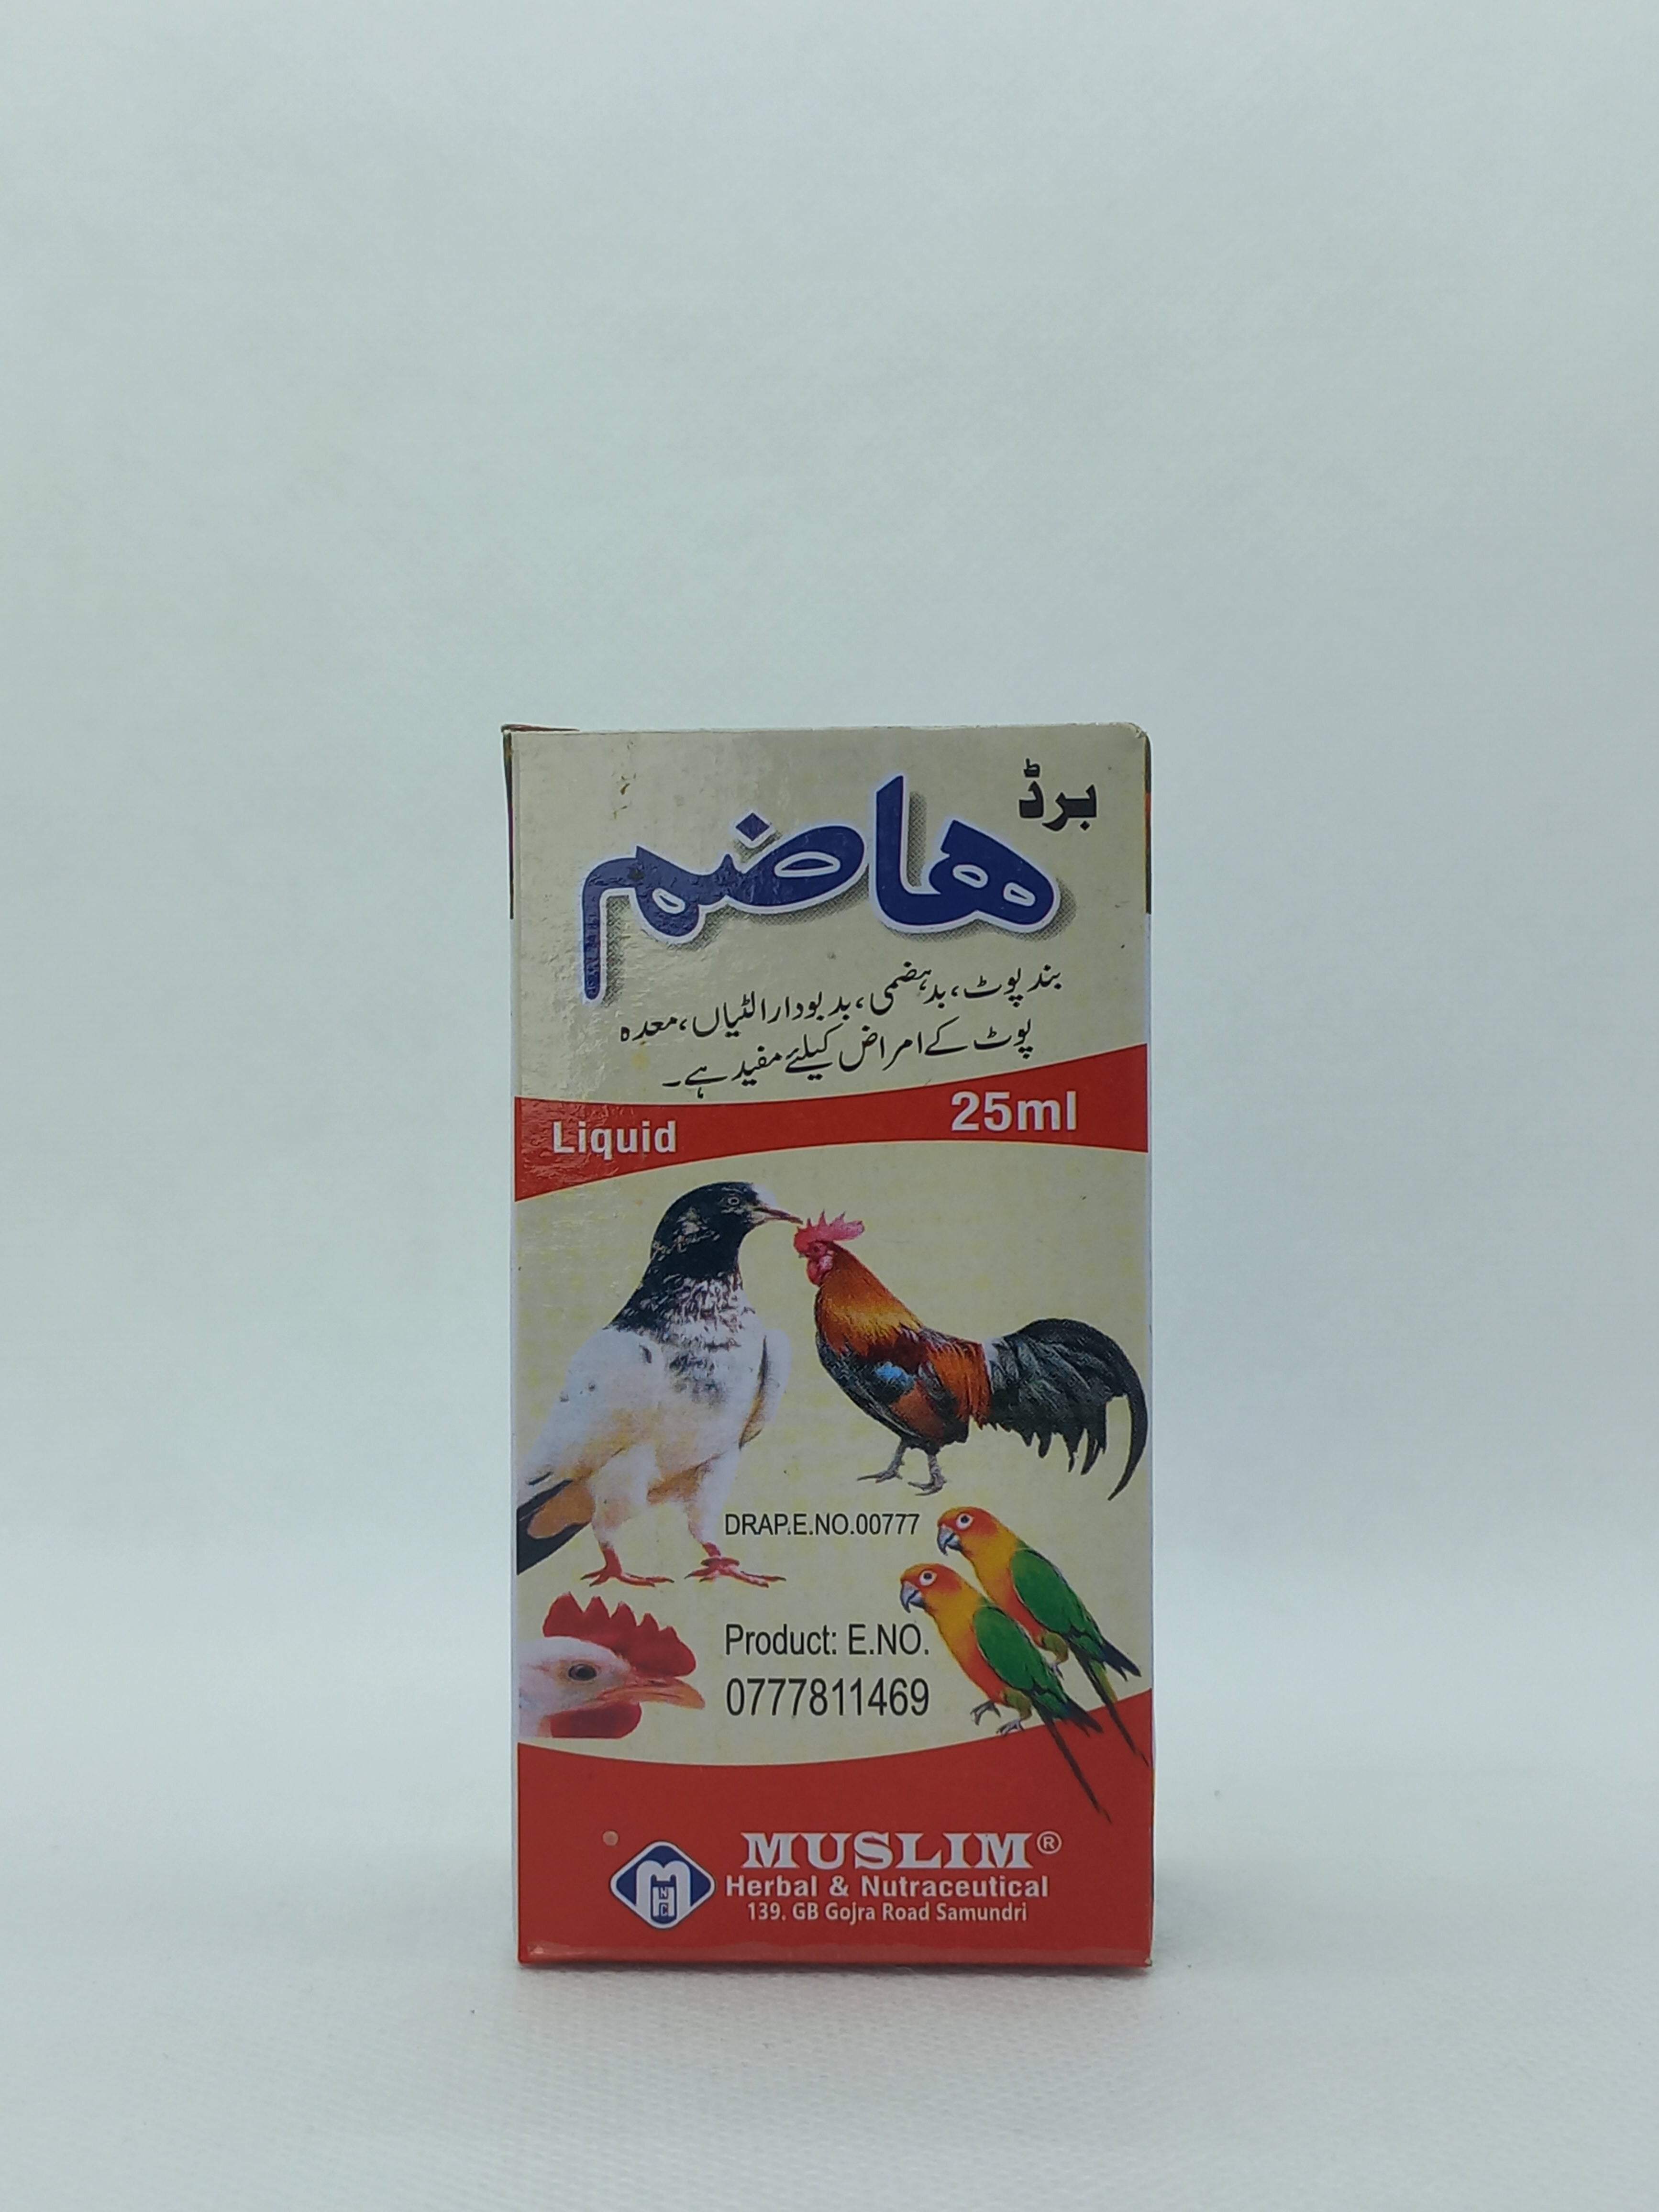 برڈ
هاضم
بند پوٹ، بدہضمی، بدبودار الٹیاں، معدہ
پوٹ کے امراض کیلئے مفید ہے۔
25ml
Liquid
DRAP.E.NO.00777
Product: E.NO.
0777811469
MUSLIM®
Herbal & Nutraceutical
139. GB Gojra Road Samundri
MHNC